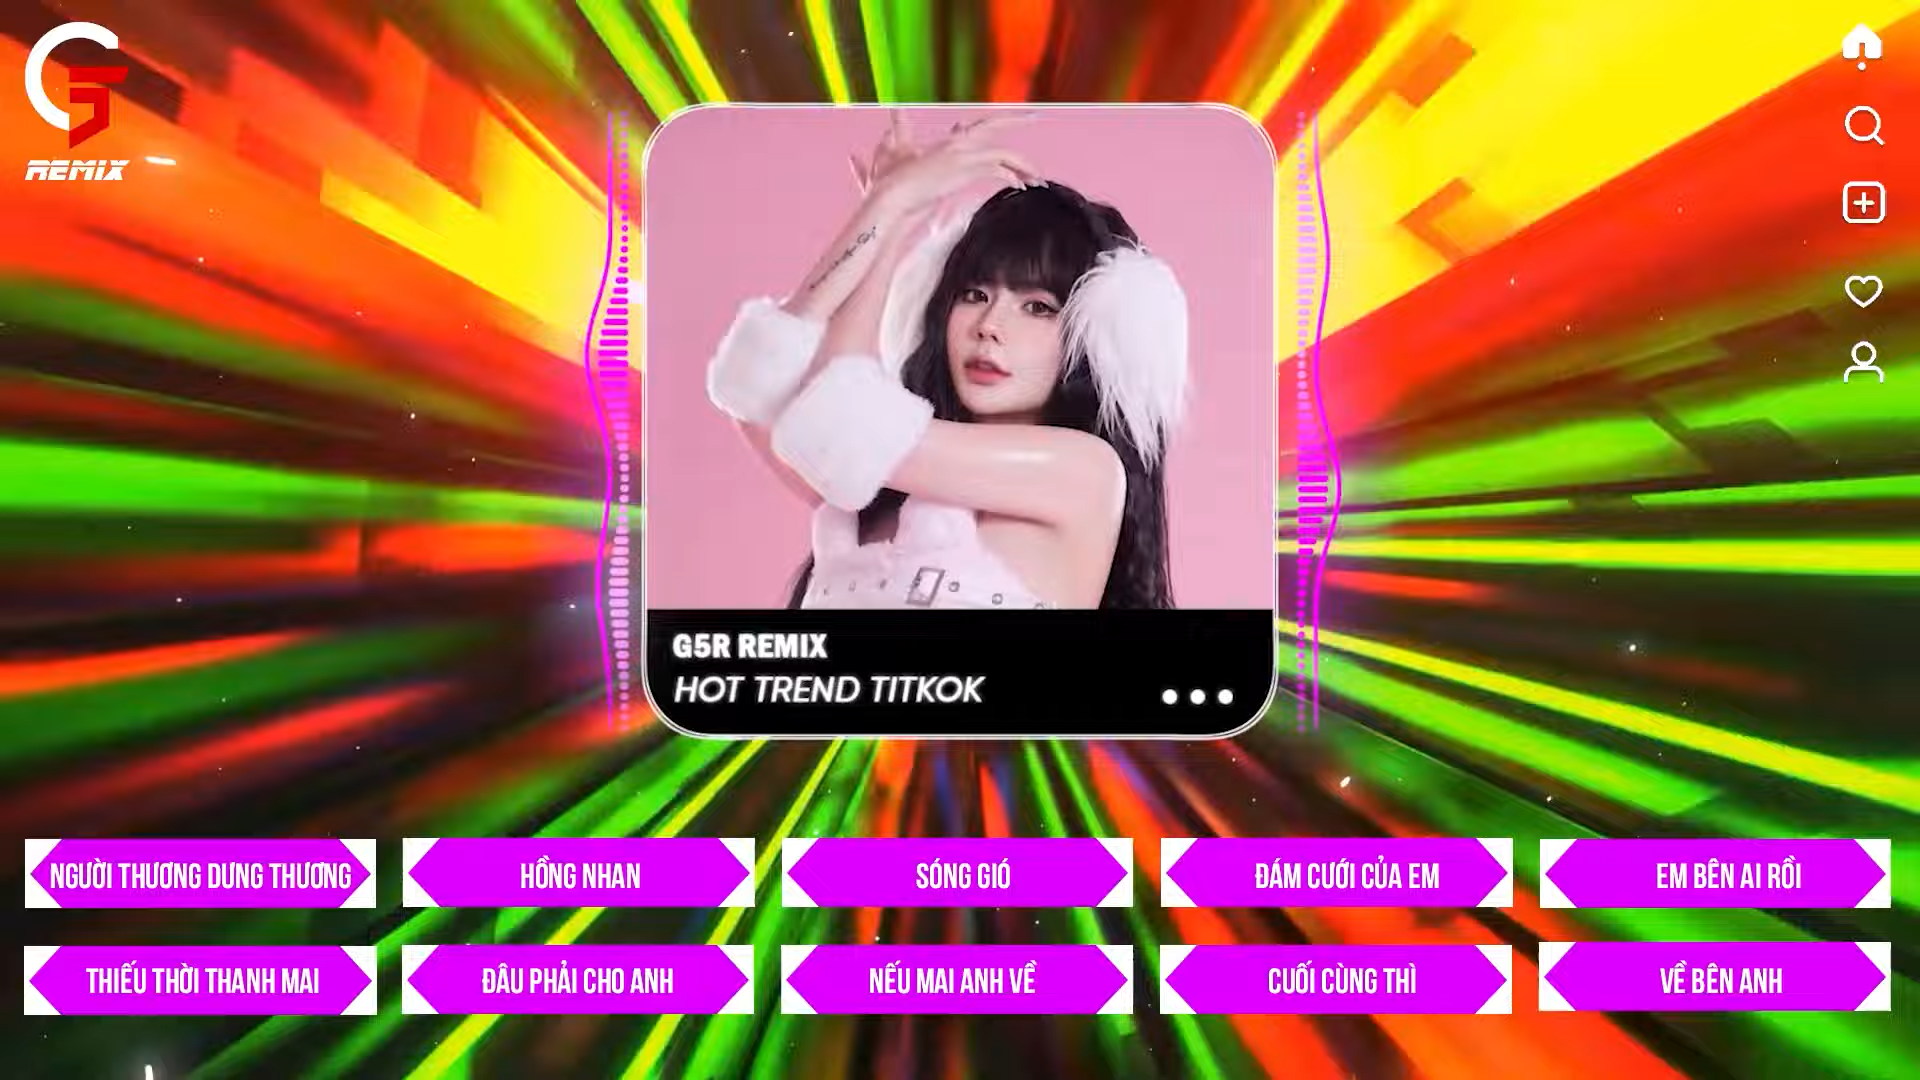 REMIX
G5R REMIX
HOT TREND TITKOK
NGƯỜI THƯƠNG DƯNG THƯƠNG
HỒNG NHAN
SÓNG GIÓ
ĐÁM CƯỚI CỦA EM
EM BÊN AI RỒI
THIẾU THỜI THANH MAI
ĐÂU PHẢI CHO ANH
NẾU MAI ANH VỀ
CUỐI CÙNG THÌ
VỀ BÊN ANH